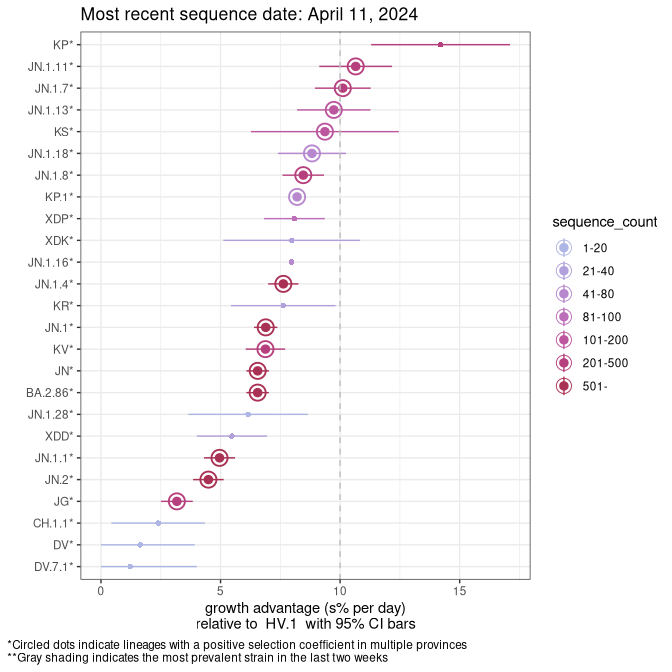 Most recent sequence date: April 11, 2024
KP*
JN.1.11*
JN.1.7*
JN.1.13*
KS*
JN.1.18*
JN.1.8*
KP.1*
XDP*
XDK*
JN.1.16*
JN.1.4*
KR*
JN.1*
KV*
JN*
BA.2.86*
JN.1.28*
XDD*
JN.1.1*
JN.2*
JG*
CH.1.1*
DV*
DV.7.1*
0 5 10 15
growth advantage (s% per day)
relative to HV.1 with 95% CI bars
sequence_count
1-20
21-40
41-80
81-100
101-200
201-500
501-
*Circled dots indicate lineages with a positive selection coefficient in multiple provinces
**Gray shading indicates the most prevalent strain in the last two weeks